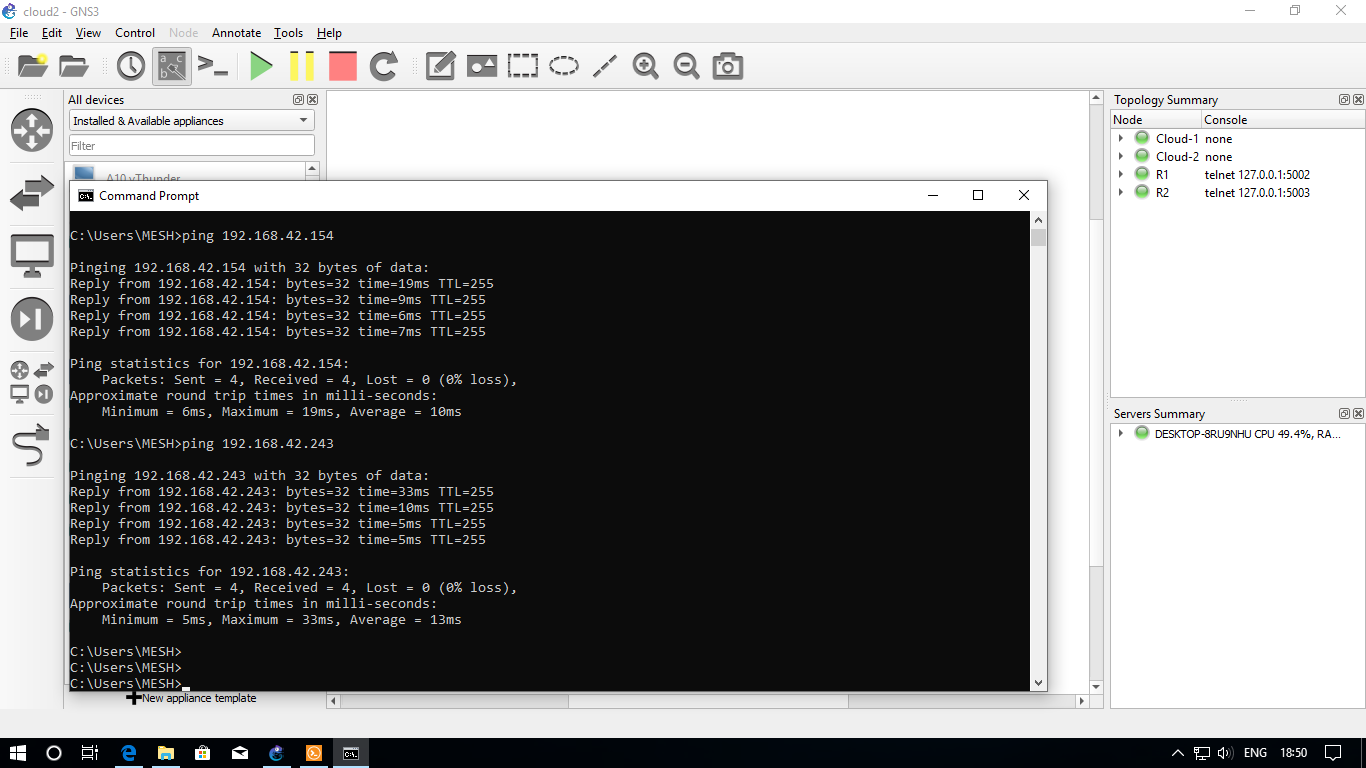 cloud2 - GNS3
File Edit View Control Node Annotate Tools Help
All devices
Installed & Available appliances
Filter
A10 vThunder
Topology Summary
Node Console
Cloud-1 none
Cloud-2 none
R1 telnet 127.0.0.1:5002
R2 telnet 127.0.0.1:5003
Servers Summary
DESKTOP-8RU9NHU CPU 49.4%, RA...
Command Prompt
C:\Users\MESH>ping 192.168.42.154
Pinging 192.168.42.154 with 32 bytes of data:
Reply from 192.168.42.154: bytes=32 time=19ms TTL=255
Reply from 192.168.42.154: bytes=32 time=9ms TTL=255
Reply from 192.168.42.154: bytes=32 time=6ms TTL=255
Reply from 192.168.42.154: bytes=32 time=7ms TTL=255
Ping statistics for 192.168.42.154:
Packets: Sent = 4, Received = 4, Lost = 0 (0% loss),
Approximate round trip times in milli-seconds:
Minimum = 6ms, Maximum = 19ms, Average = 10ms
C:\Users\MESH>ping 192.168.42.243
Pinging 192.168.42.243 with 32 bytes of data:
Reply from 192.168.42.243: bytes=32 time=33ms TTL=255
Reply from 192.168.42.243: bytes=32 time=10ms TTL=255
Reply from 192.168.42.243: bytes=32 time=5ms TTL=255
Reply from 192.168.42.243: bytes=32 time=5ms TTL=255
Ping statistics for 192.168.42.243:
Packets: Sent = 4, Received = 4, Lost = 0 (0% loss),
Approximate round trip times in milli-seconds:
Minimum = 5ms, Maximum = 33ms, Average = 13ms
C:\Users\MESH>
C:\Users\MESH>
C:\Users\MESH>
New appliance template
ENG 18:50